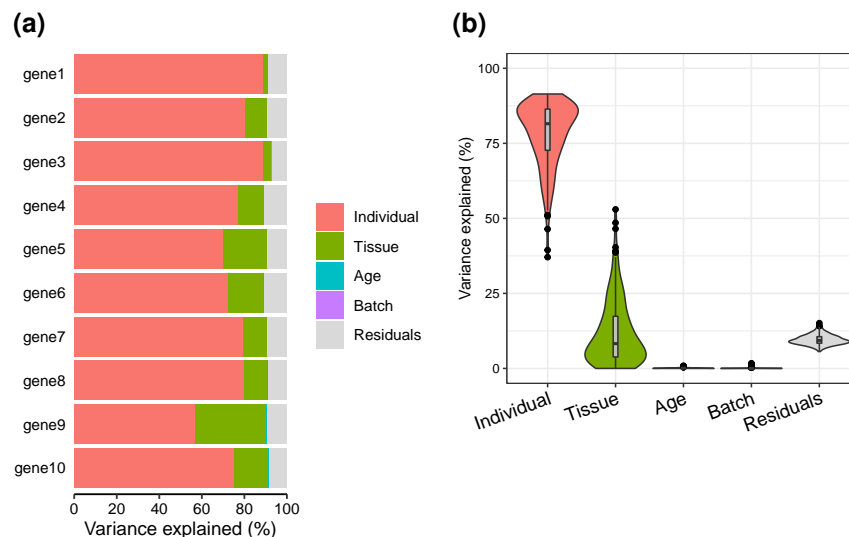 (a)
gene1
gene2
gene3
gene4
gene5
gene6
gene7
gene8
gene9
gene10
0 20 40 60 80 100
Variance explained (%)
Individual
Tissue
Age
Batch
Residuals
(b)
Variance explained (%)
100
75
50
25
0
Individual
Tissue
Age
Batch
Residuals